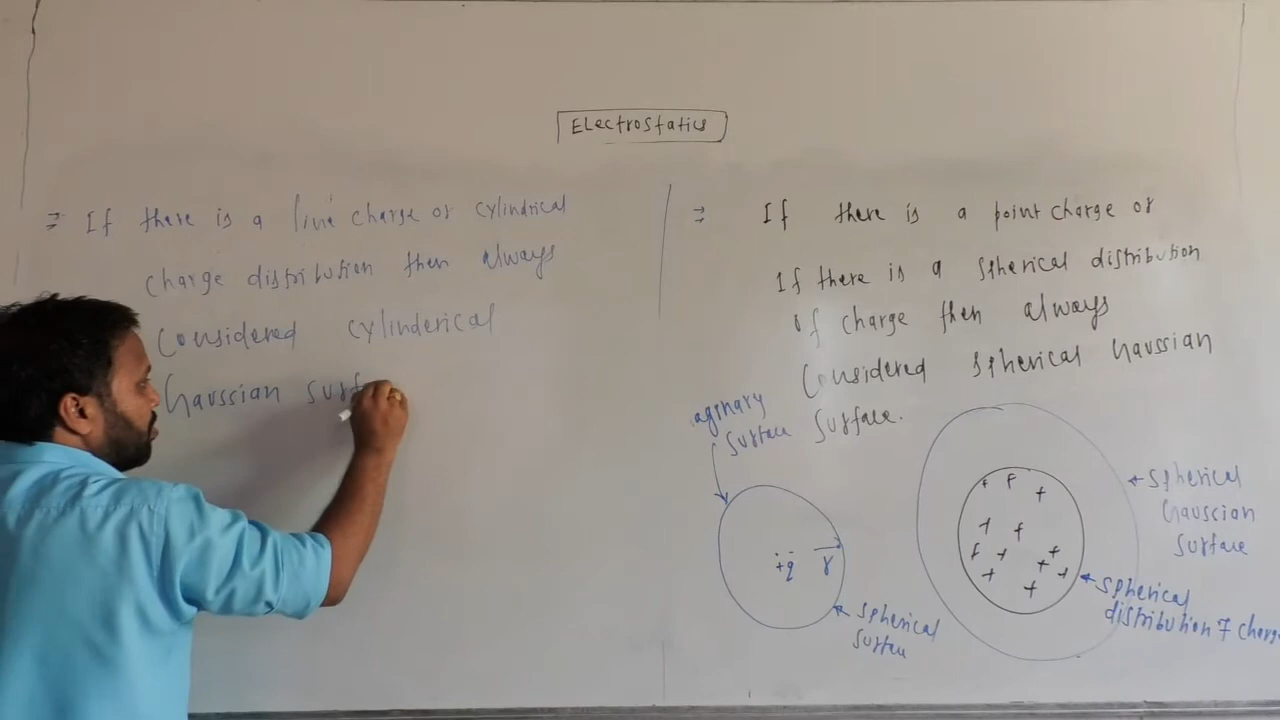 Electrostatics
⇒ If there is a line charge or cylindrical
charge distribution then always
Considered cylinderical
Gaussian surf
⇒ If there is a point charge or
If there is a spherical distribution
of charge then always
Considered spherical Gaussian
surface.
aginary
surface
+q
r
spherical
surface
spherical
Gaussian
surface
spherical
distribution of charge